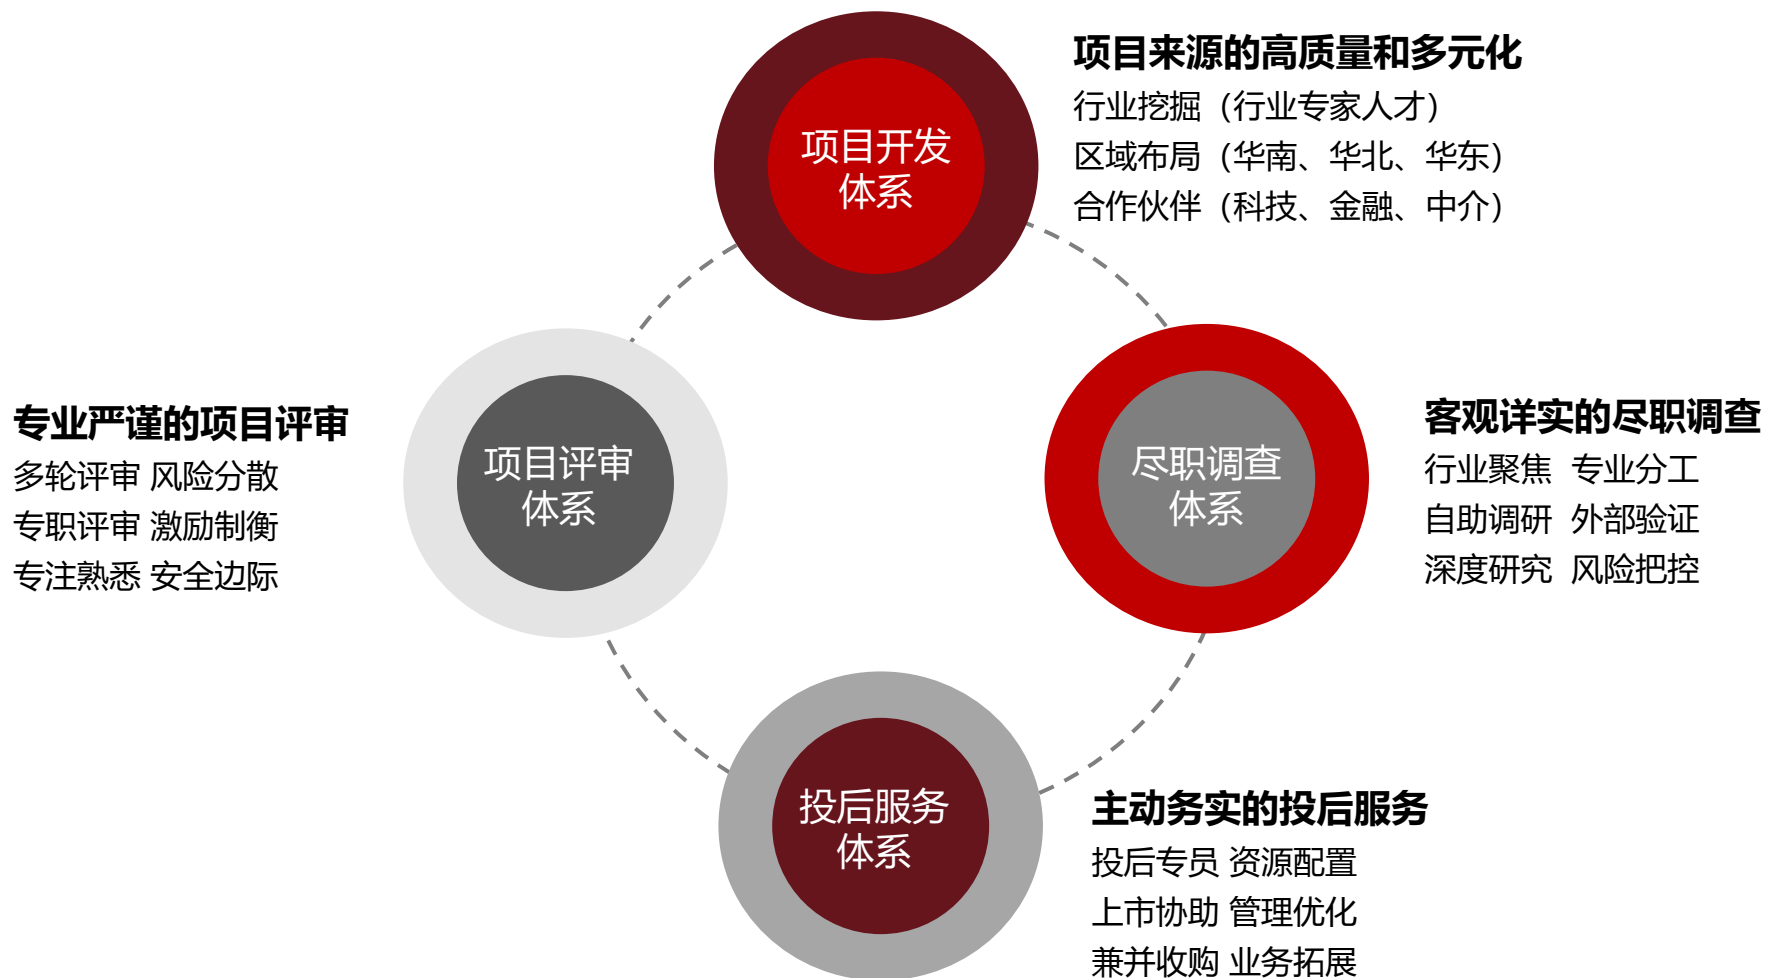 项目开发
体系
项目来源的高质量和多元化
行业挖掘（行业专家人才）
区域布局（华南、华北、华东）
合作伙伴（科技、金融、中介）
专业严谨的项目评审
多轮评审 风险分散
专职评审 激励制衡
专注熟悉 安全边际
项目评审
体系
尽职调查
体系
客观详实的尽职调查
行业聚焦 专业分工
自助调研 外部验证
深度研究 风险把控
投后服务
体系
主动务实的投后服务
投后专员 资源配置
上市协助 管理优化
兼并收购 业务拓展